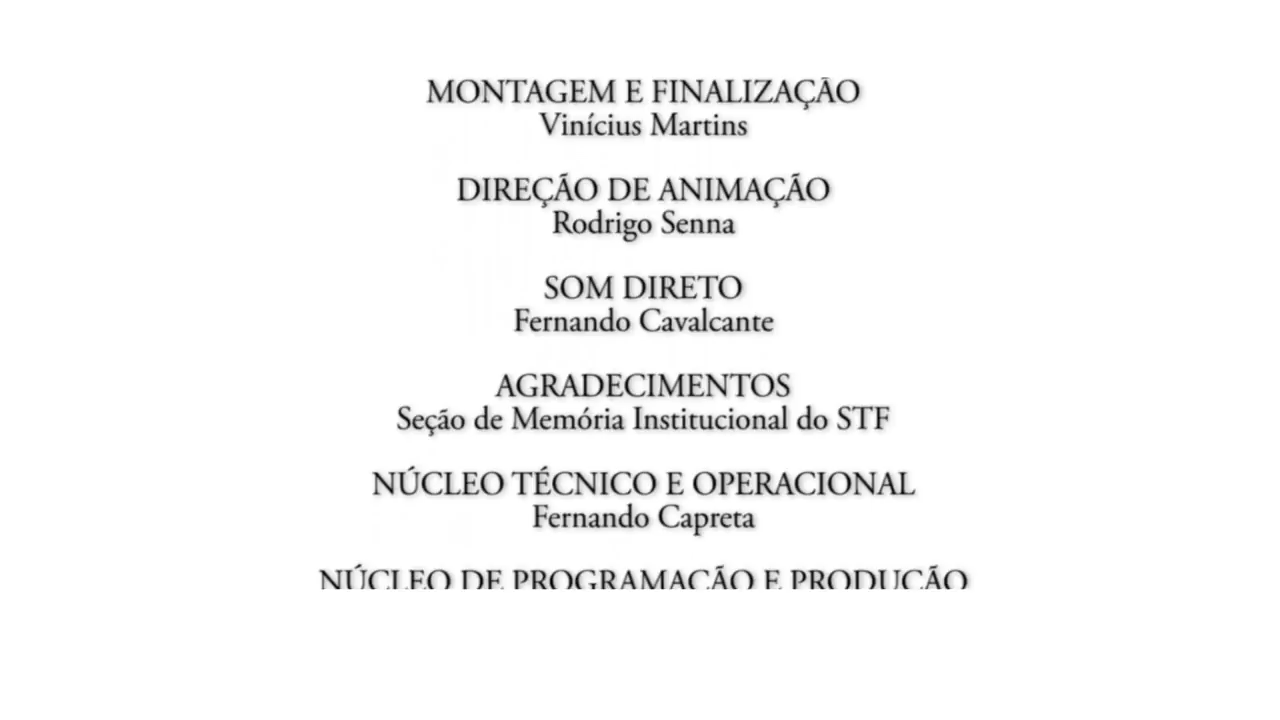 MONTAGEM E FINALIZAÇÃO
Vinícius Martins
DIREÇÃO DE ANIMAÇÃO
Rodrigo Senna
SOM DIRETO
Fernando Cavalcante
AGRADECIMENTOS
Seção de Memória Institucional do STF
NÚCLEO TÉCNICO E OPERACIONAL
Fernando Capreta
NÚCLEO DE PROGRAMAÇÃO E PRODUÇÃO